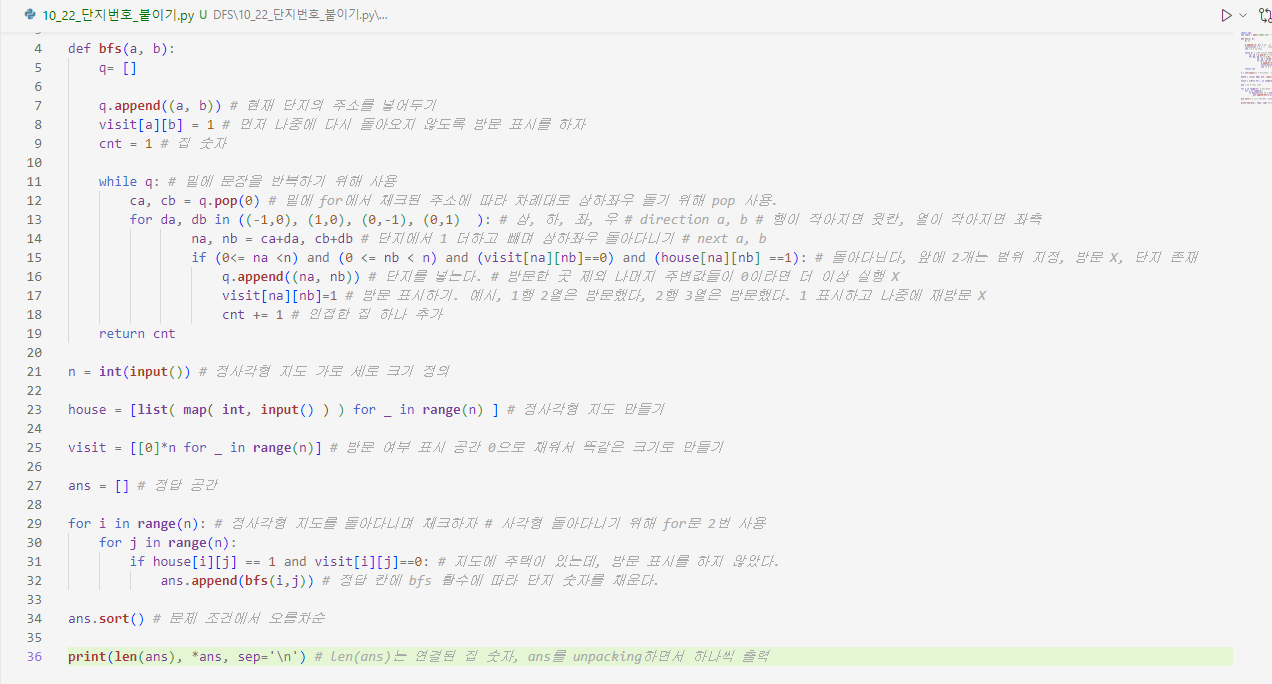 10_22_단지번호_붙이기.py U DFS\10_22_단지번호_붙이기.py\...
4 def bfs(a, b):
5 q= []
6
7 q.append((a, b)) # 현재 단지의 주소를 넣어두기
8 visit[a][b] = 1 # 먼저 나중에 다시 돌아오지 않도록 방문 표시를 하자
9 cnt = 1 # 집 숫자
10
11 while q: # 밑에 문장을 반복하기 위해 사용
12 ca, cb = q.pop(0) # 밑에 for에서 체크된 주소에 따라 차례대로 상하좌우 돌기 위해 pop 사용.
13 for da, db in ((-1,0), (1,0), (0,-1), (0,1)  ): # 상, 하, 좌, 우 # direction a, b # 행이 작아지면 윗칸, 열이 작아지면 좌측
14 na, nb = ca+da, cb+db # 단지에서 1 더하고 빼며 상하좌우 돌아다니기 # next a, b
15 if (0<= na <n) and (0 <= nb < n) and (visit[na][nb]==0) and (house[na][nb] ==1): # 돌아다닌다, 앞에 2개는 범위 지정, 방문 X, 단지 존재
16 q.append((na, nb)) # 단지를 넣는다. # 방문한 곳 제외 나머지 주변값들이 0이라면 더 이상 실행 X
17 visit[na][nb]=1 # 방문 표시하기. 예시, 1행 2열은 방문했다, 2행 3열은 방문했다. 1 표시하고 나중에 재방문 X
18 cnt += 1 # 인접한 집 하나 추가
19 return cnt
20
21 n = int(input()) # 정사각형 지도 가로 세로 크기 정의
22
23 house = [list( map( int, input() ) ) for _ in range(n) ] # 정사각형 지도 만들기
24
25 visit = [[0]*n for _ in range(n)] # 방문 여부 표시 공간 0으로 채워서 똑같은 크기로 만들기
26
27 ans = [] # 정답 공간
28
29 for i in range(n): # 정사각형 지도를 돌아다니며 체크하자 # 사각형 돌아다니기 위해 for문 2번 사용
30 for j in range(n):
31 if house[i][j] == 1 and visit[i][j]==0: # 지도에 주택이 있는데, 방문 표시를 하지 않았다.
32 ans.append(bfs(i,j)) # 정답 칸에 bfs 함수에 따라 단지 숫자를 채운다.
33
34 ans.sort() # 문제 조건에서 오름차순
35
36 print(len(ans), *ans, sep='\n') # len(ans)는 연결된 집 숫자, ans를 unpacking하면서 하나씩 출력